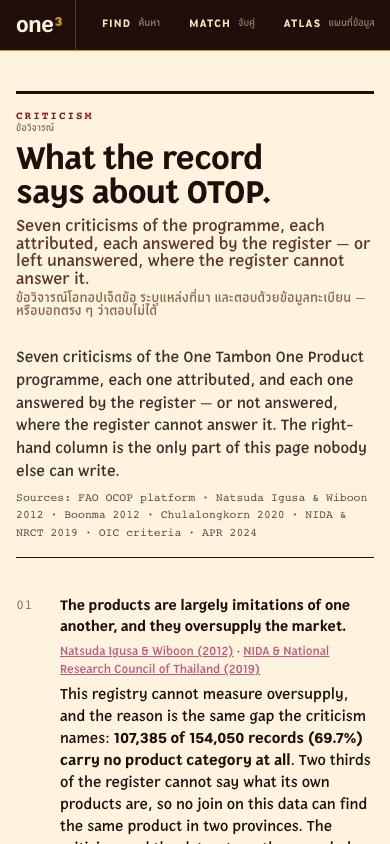 one³
FIND ค้นหา MATCH จับคู่ ATLAS แผนที่ข้อมูล
CRITICISM
ข้อวิจารณ์
What the record
says about OTOP.
Seven criticisms of the programme, each
attributed, each answered by the register — or
left unanswered, where the register cannot
answer it.
ข้อวิจารณ์โอทอปเจ็ดข้อ ระบุแหล่งที่มา และตอบด้วยข้อมูลทะเบียน —
หรือบอกตรง ๆ ว่าตอบไม่ได้
Seven criticisms of the One Tambon One Product
programme, each one attributed, and each one
answered by the register — or not answered,
where the register cannot answer it. The right-
hand column is the only part of this page nobody
else can write.
Sources: FAO OCOP platform · Natsuda Igusa & Wiboon
2012 · Boonma 2012 · Chulalongkorn 2020 · NIDA &
NRCT 2019 · OIC criteria · APR 2024
01
The products are largely imitations of one
another, and they oversupply the market.
Natsuda Igusa & Wiboon (2012) · NIDA & National
Research Council of Thailand (2019)
This registry cannot measure oversupply,
and the reason is the same gap the criticism
names: 107,385 of 154,050 records (69.7%)
carry no product category at all. Two thirds
of the register cannot say what its own
products are, so no join on this data can find
the same product in two provinces. The